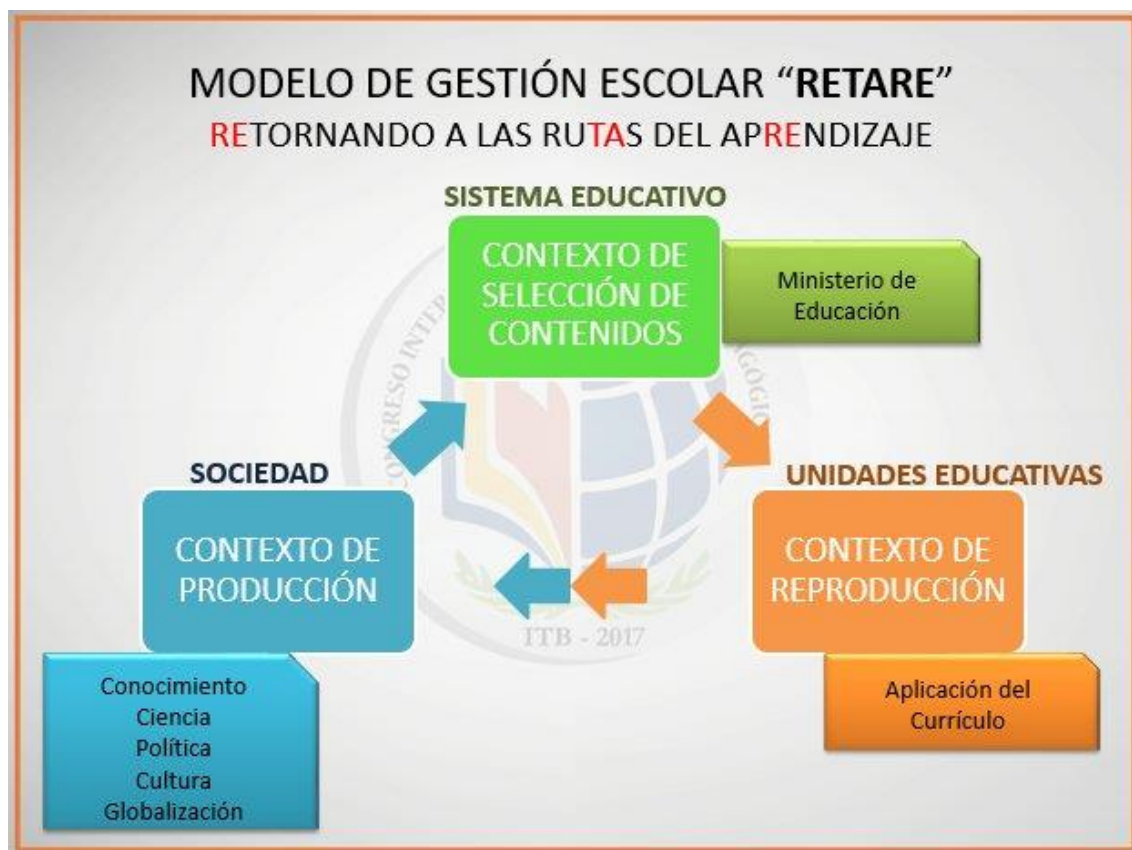 MODELO DE GESTIÓN ESCOLAR “RETARE”
RETORNANDO A LAS RUTAS DEL APRENDIZAJE
SISTEMA EDUCATIVO
CONTEXTO DE
SELECCIÓN DE
CONTENIDOS
Ministerio de
Educación
CONGRESO
SOCIEDAD
CONTEXTO DE
PRODUCCIÓN
UNIDADES EDUCATIVAS
CONTEXTO DE
REPRODUCCIÓN
ITB - 2017
Conocimiento
Ciencia
Política
Cultura
Globalización
Aplicación del
Currículo